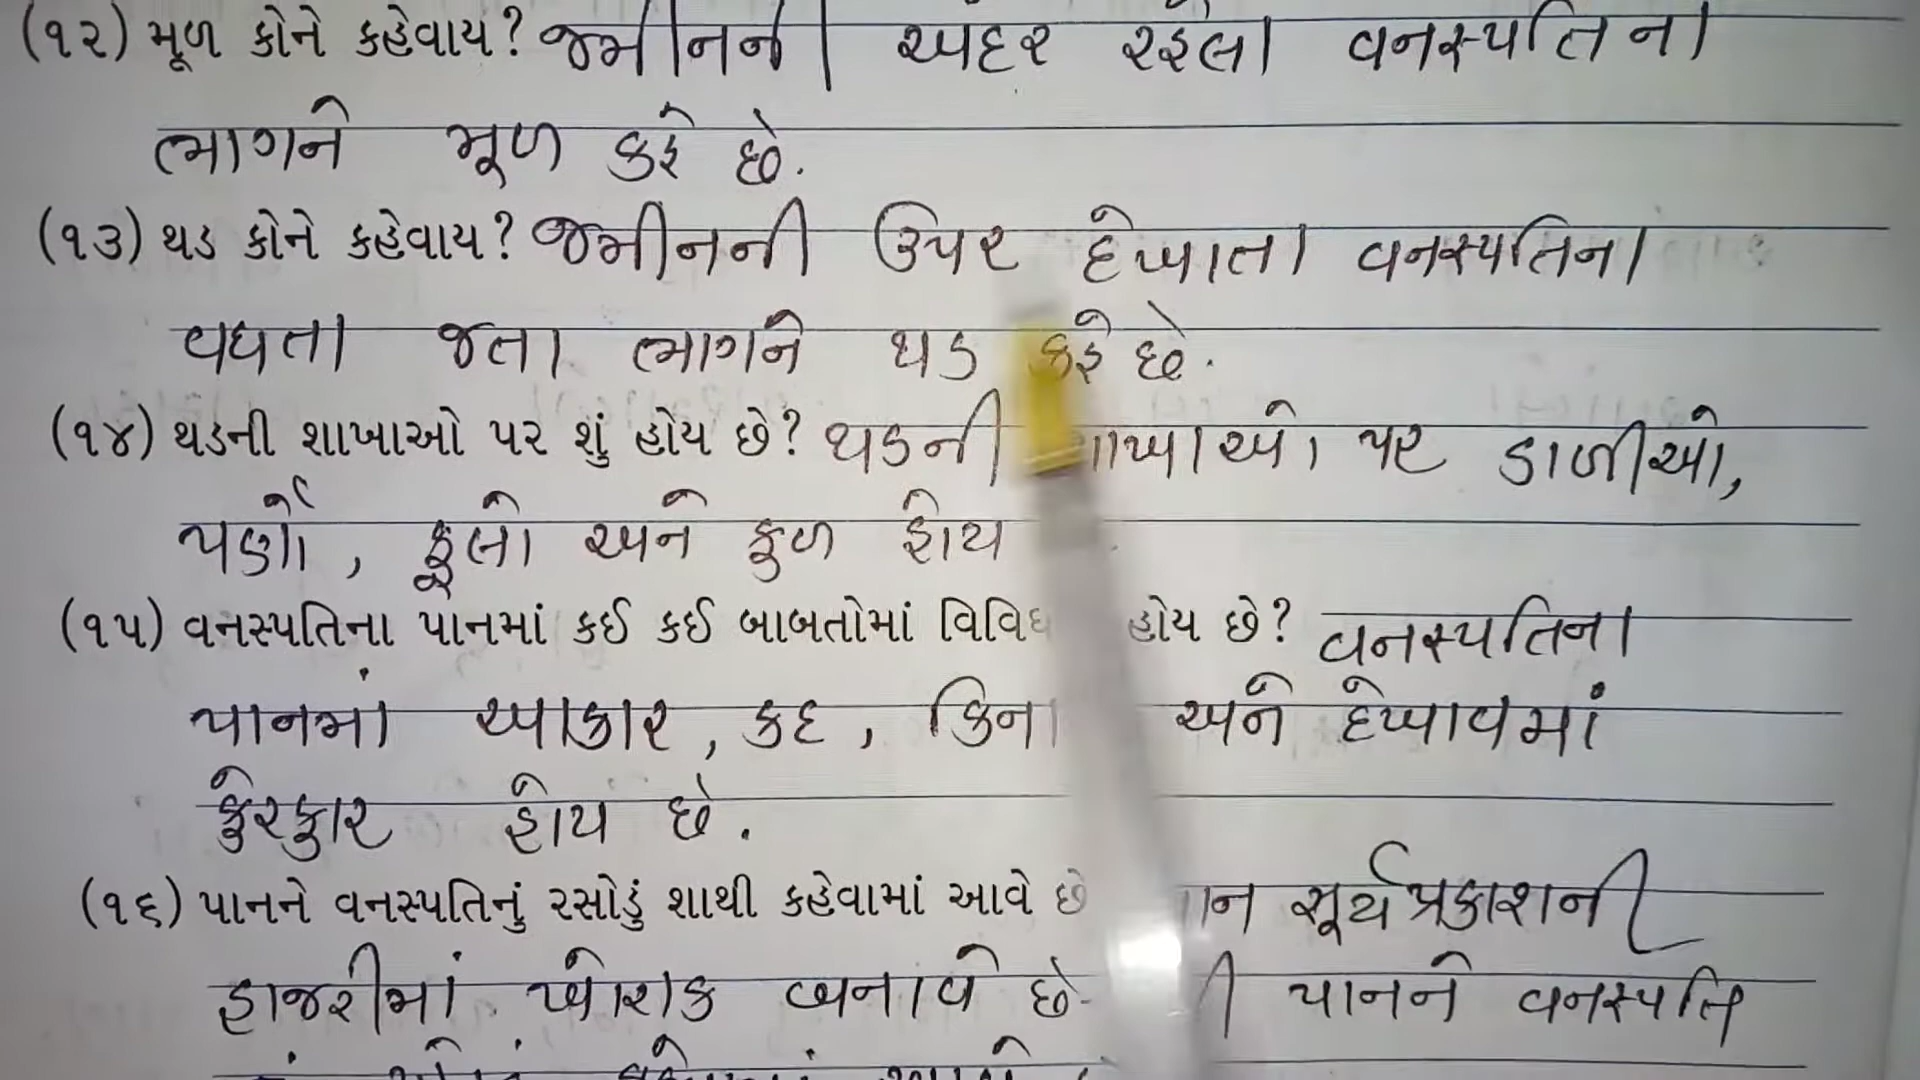 (૧૨) મૂળ કોને કહેવાય? જમીનની અંદર રહેલા વનસ્પતિના
ભાગને મૂળ કહે છે.
(૧૩) થડ કોને કહેવાય? જમીનની ઉપર દેખાતા વનસ્પતિના
વધતા જતા ભાગને થડ કહે છે.
(૧૪) થડની શાખાઓ પર શું હોય છે? થડની શાખાઓ પર ડાળીઓ,
પર્ણો, ફૂલો અને ફળ હોય
(૧૫) વનસ્પતિના પાનમાં કઈ કઈ બાબતોમાં હોય છે? વનસ્પતિના
પાનમાં આકાર, કદ, અને દેખાવમાં
ફેરફાર હોય છે.
(૧૬) પાનને વનસ્પતિનું રસોડું શાથી કહેવામાં આવે છે સૂર્યપ્રકાશની
હાજરીમાં ખોરાક બનાવે છે. પાનને વનસ્પતિ